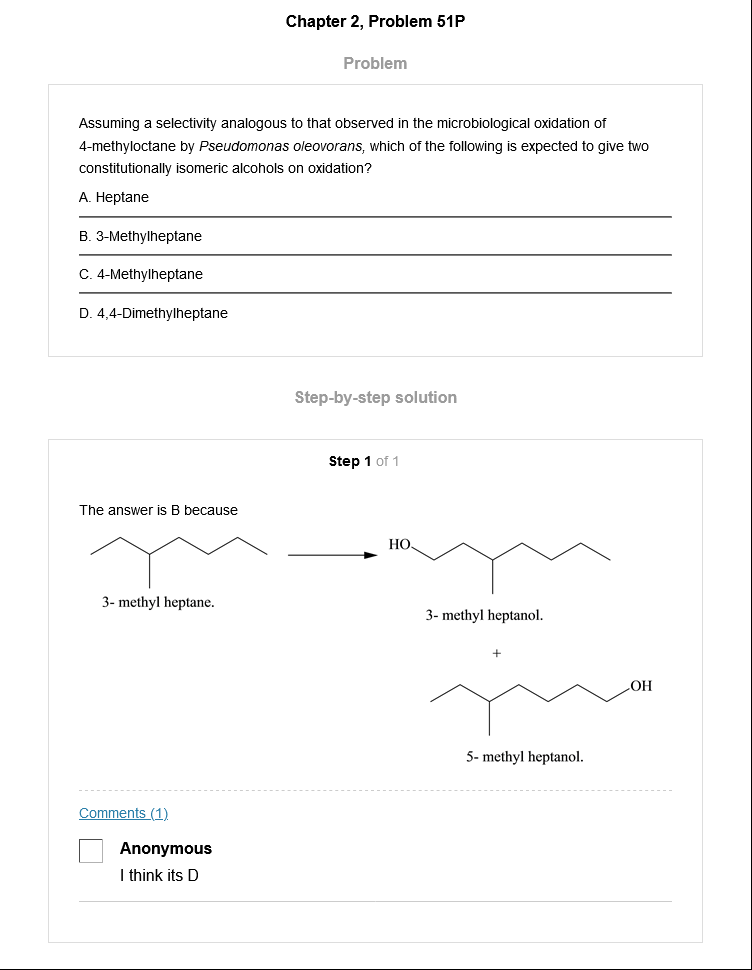 Chapter 2, Problem 51P
Problem
Assuming a selectivity analogous to that observed in the microbiological oxidation of
4-methyloctane by Pseudomonas oleovorans, which of the following is expected to give two
constitutionally isomeric alcohols on oxidation?
A. Heptane
B. 3-Methylheptane
C. 4-Methylheptane
D. 4,4-Dimethylheptane
Step-by-step solution
Step 1 of 1
The answer is B because
HO
3- methyl heptane.
3- methyl heptanol.
+
OH
5- methyl heptanol.
Comments (1)
Anonymous
I think its D